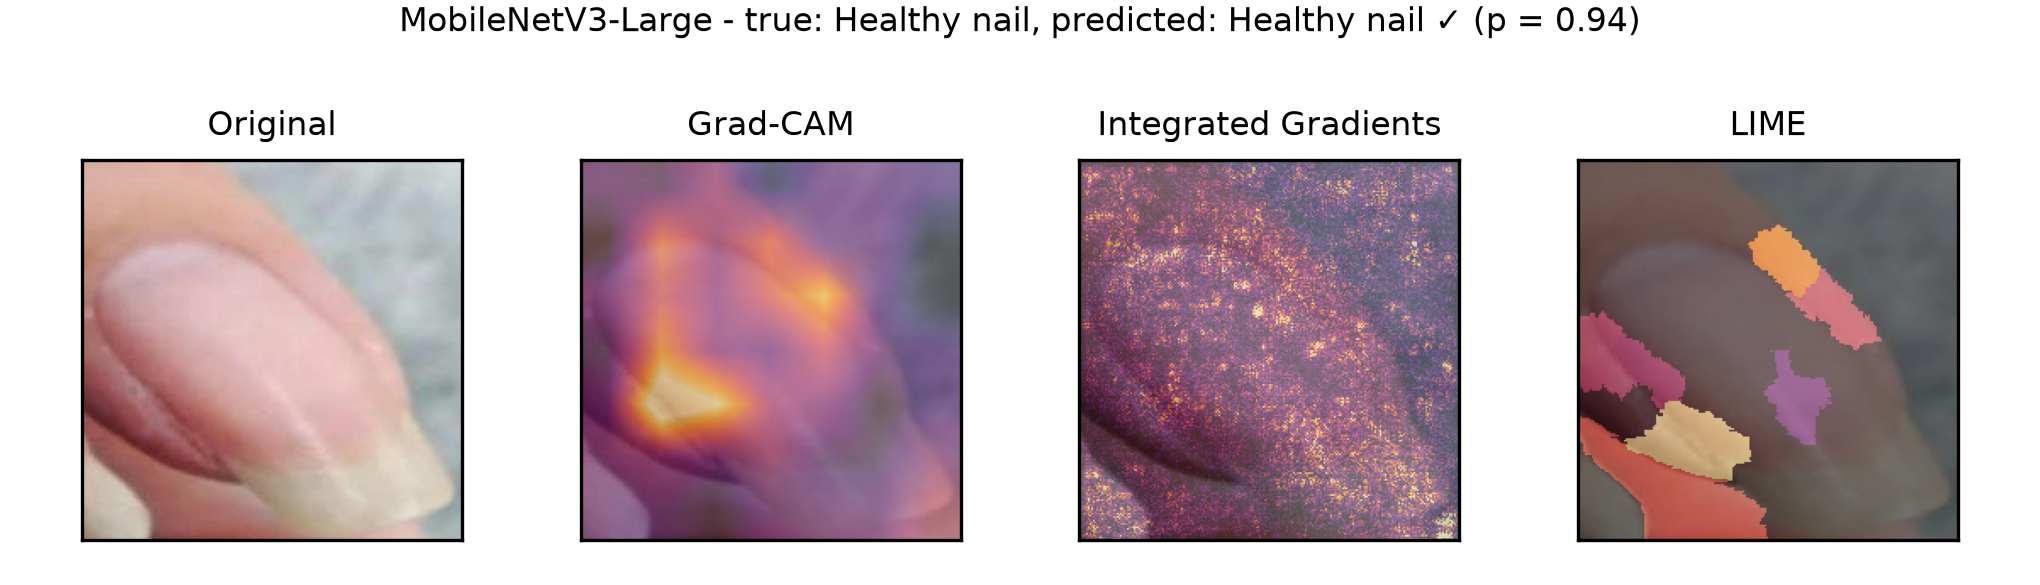 MobileNetV3-Large - true: Healthy nail, predicted: Healthy nail ✓ (p = 0.94)
Original
Grad-CAM
Integrated Gradients
LIME